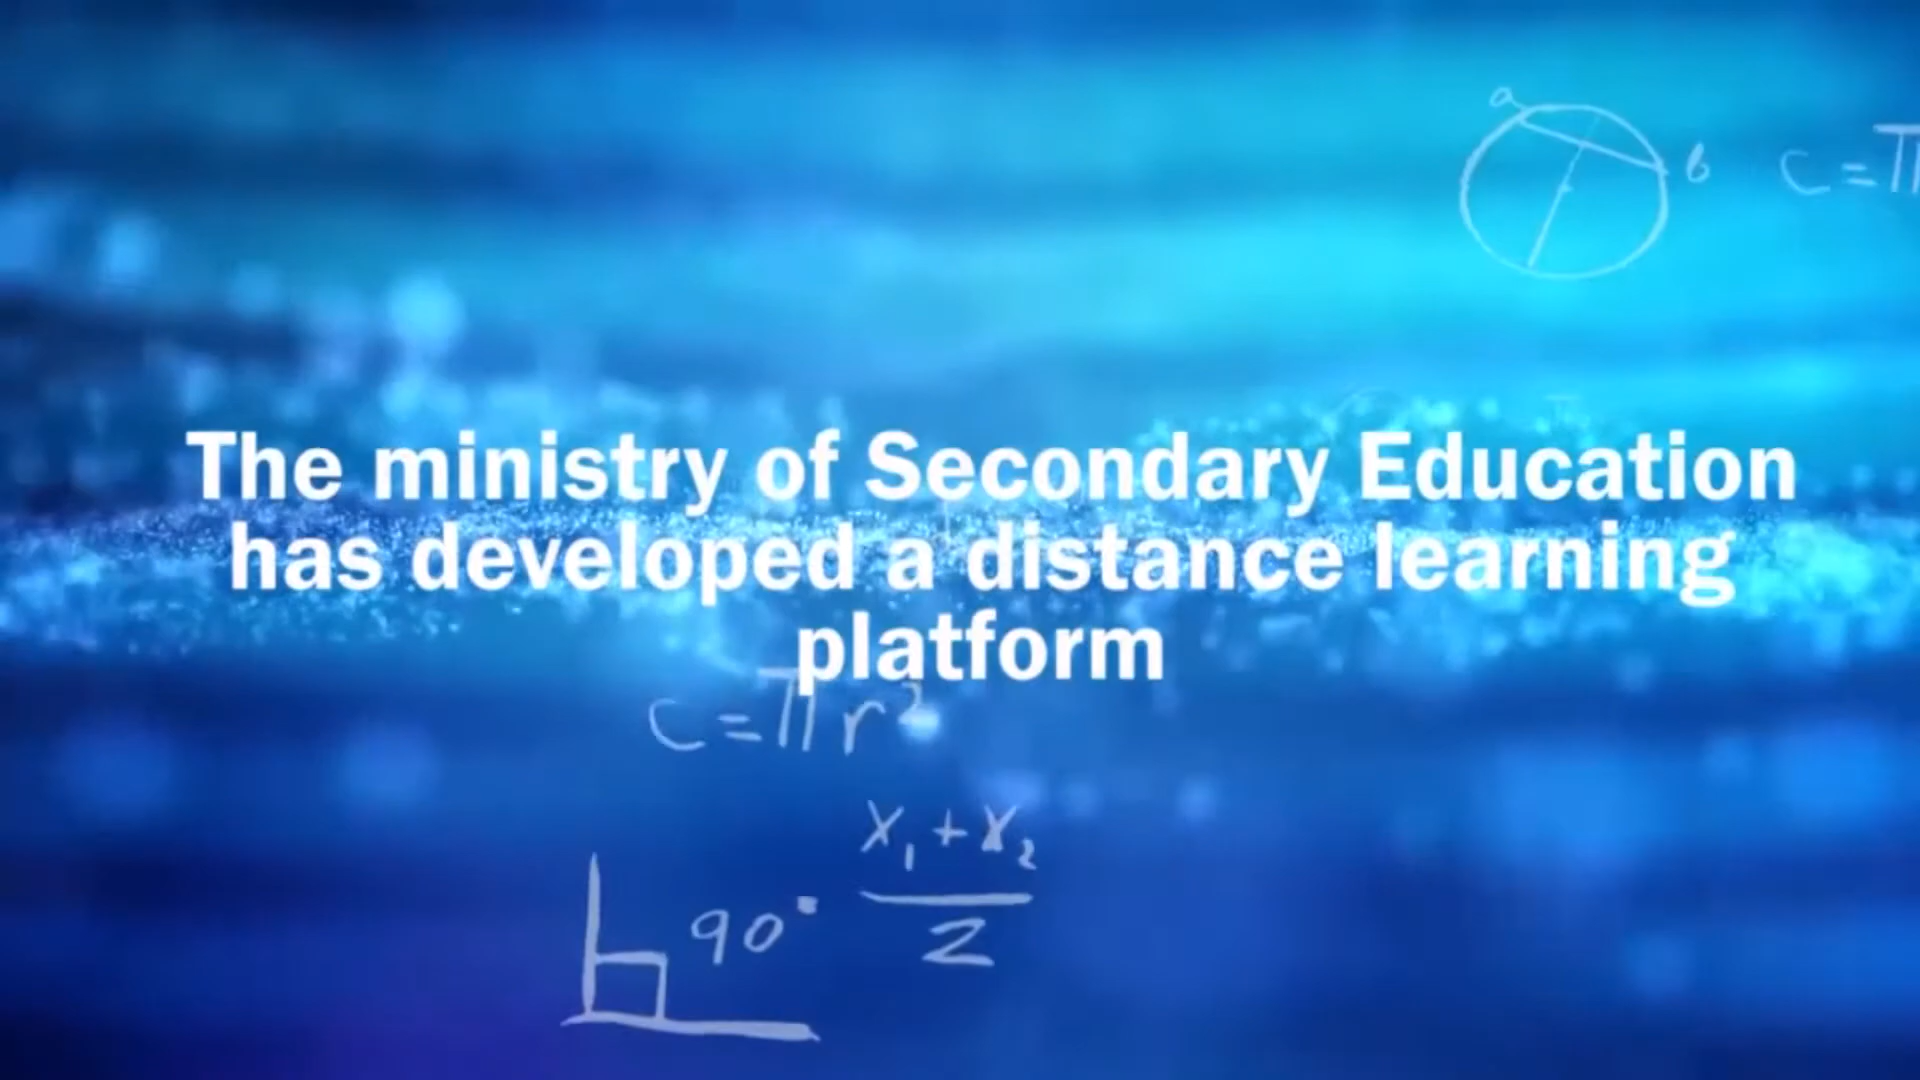 a
b C=π
The ministry of Secondary Education
has developed a distance learning
platform
C=πr²
X₁+X₂
90°
2